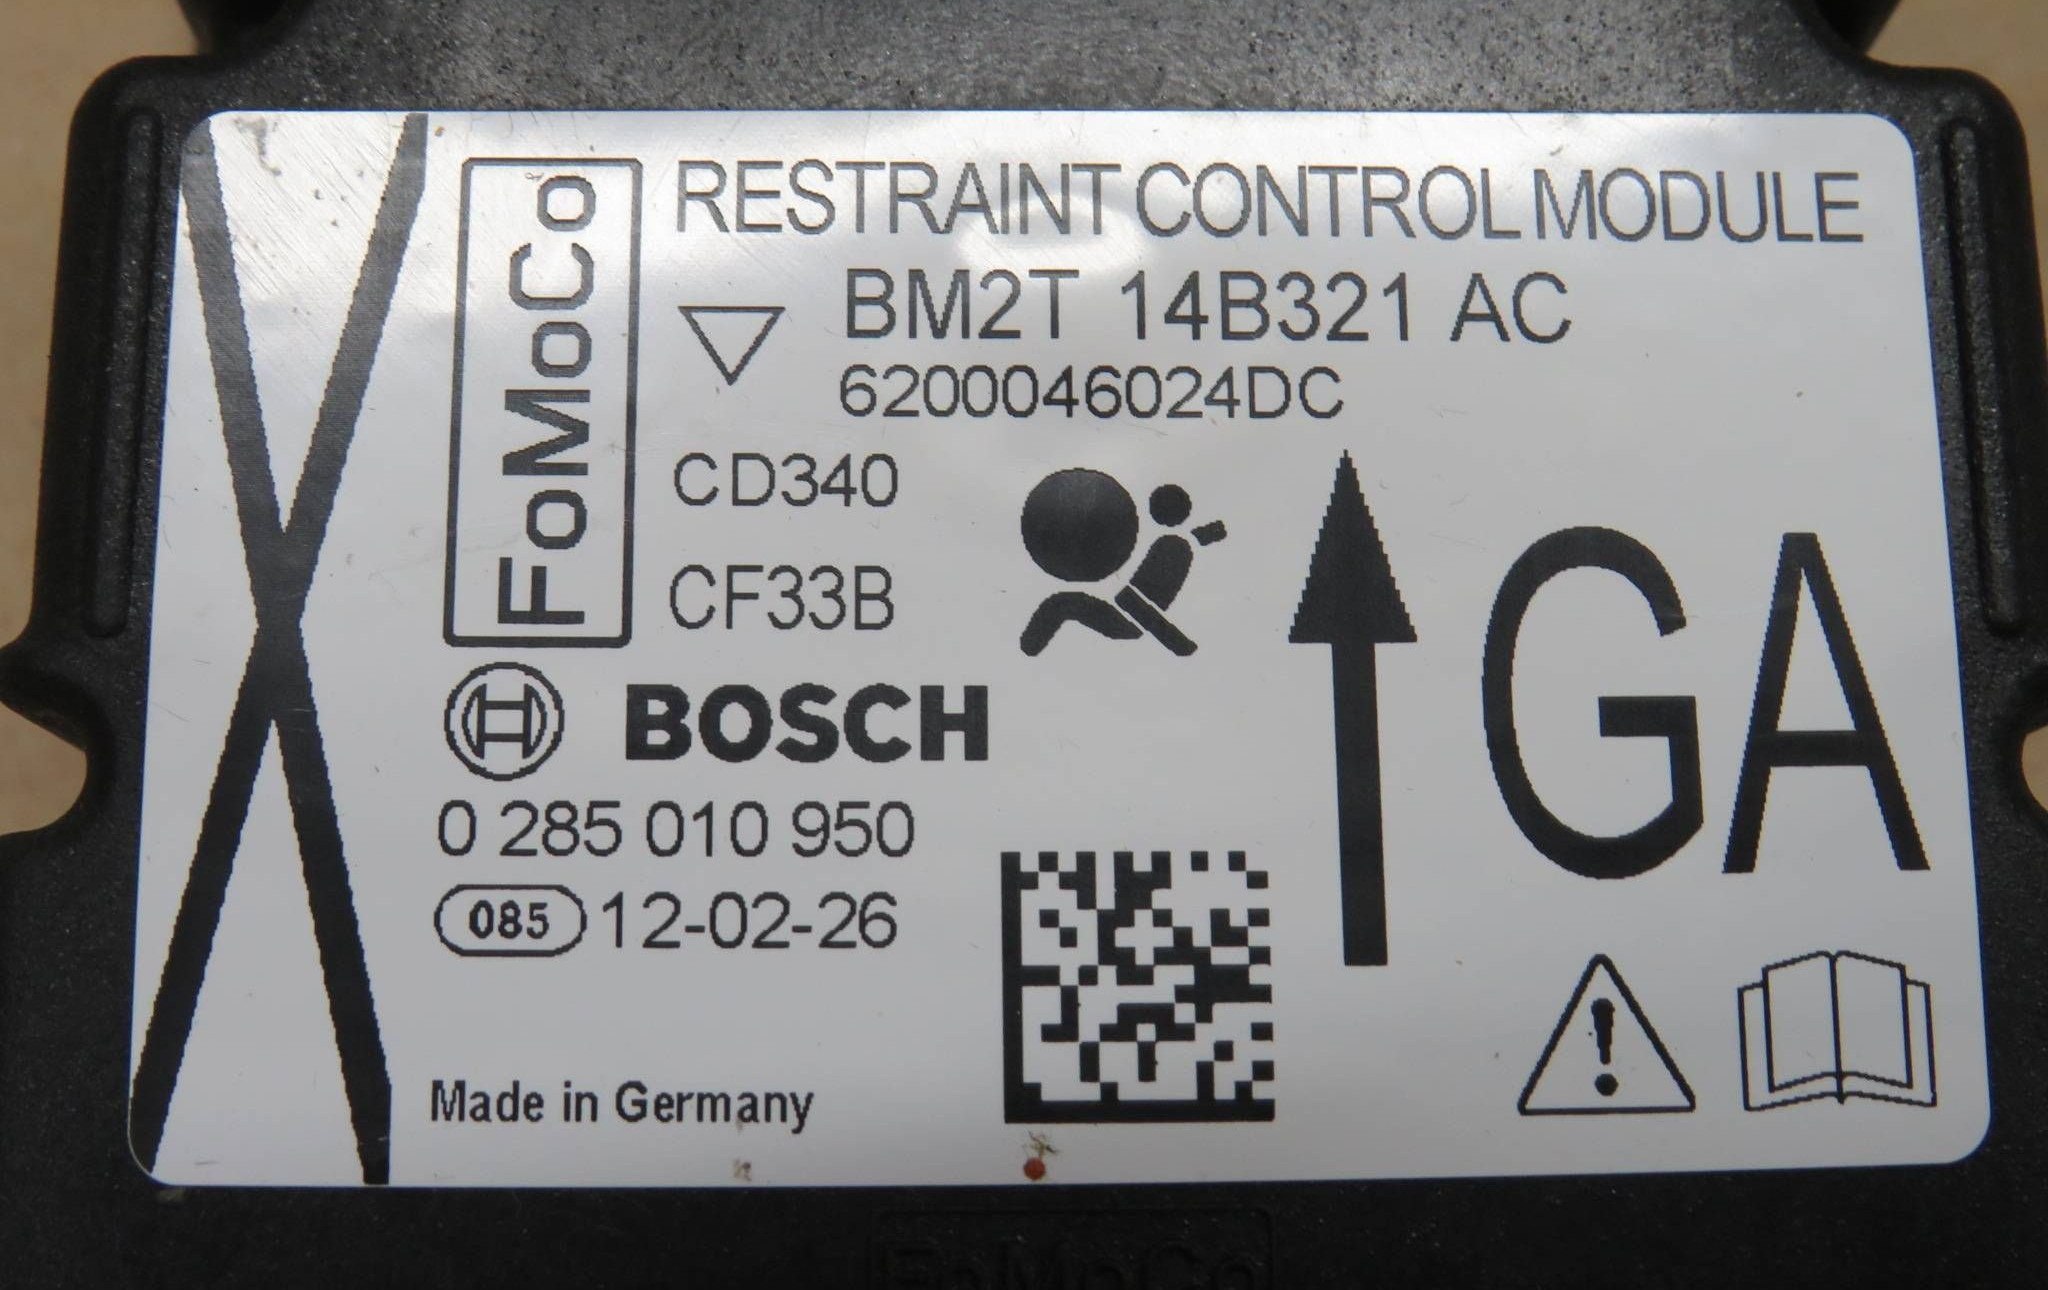 FoMoCo
RESTRAINT CONTROL MODULE
BM2T 14B321 AC
6200046024DC
CD340
CF33B
GA
BOSCH
0 285 010 950
085 12-02-26
Made in Germany
FoMoCo